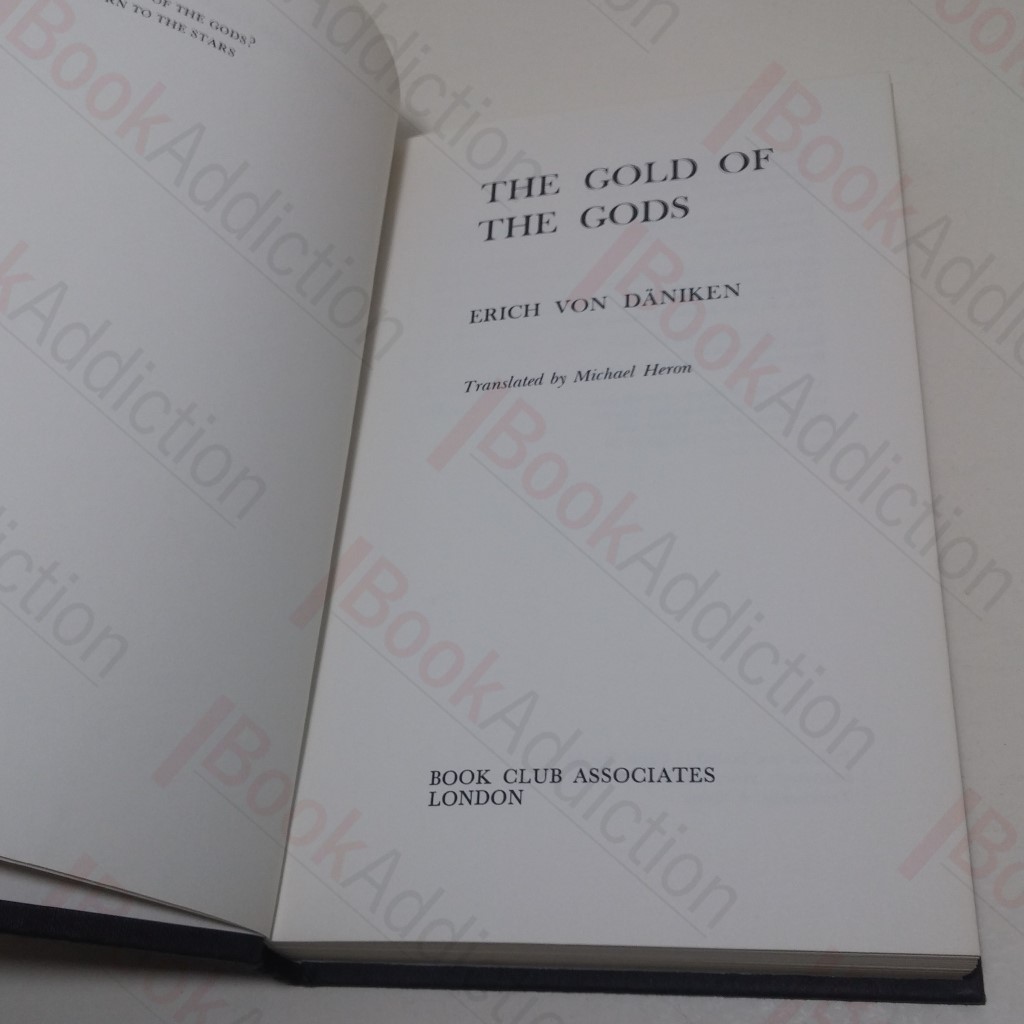 OF THE GODS?
TO THE STARS
THE GOLD OF
THE GODS
ERICH VON DÄNIKEN
Translated by Michael Heron
BOOK CLUB ASSOCIATES
LONDON
BookAddiction